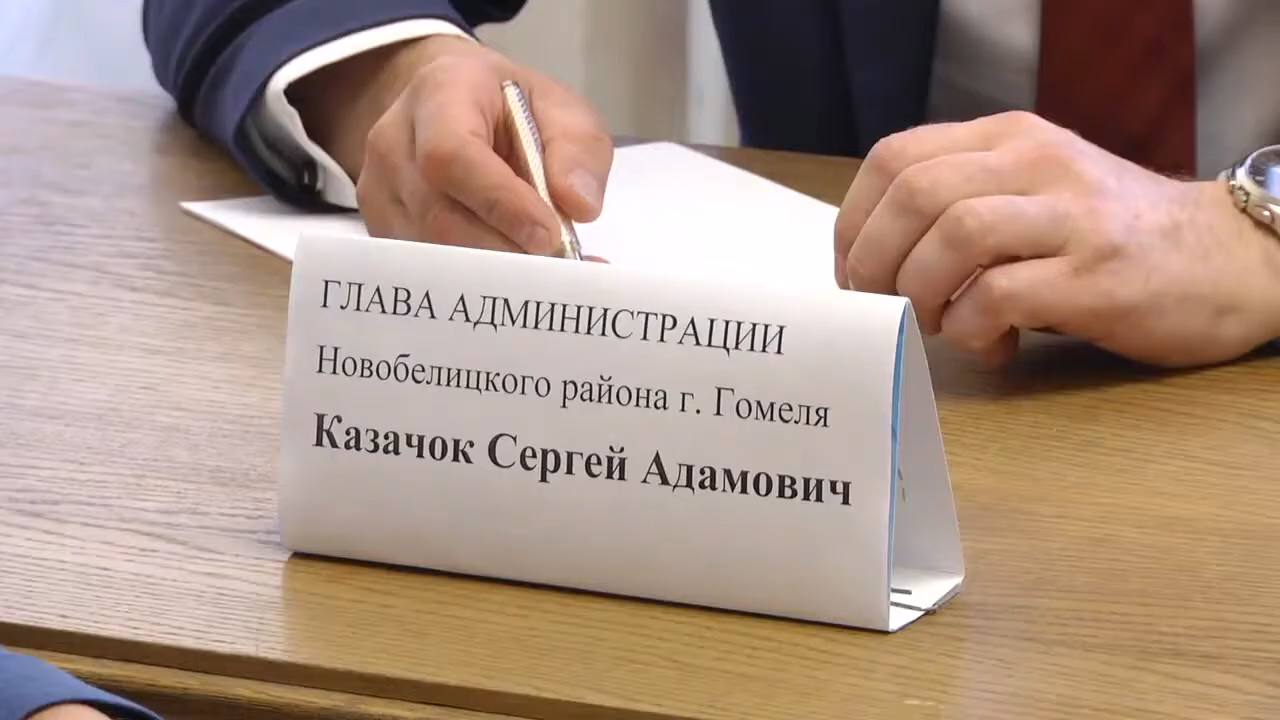 ГЛАВА АДМИНИСТРАЦИИ
Новобелицкого района г. Гомеля
Казачок Сергей Адамович